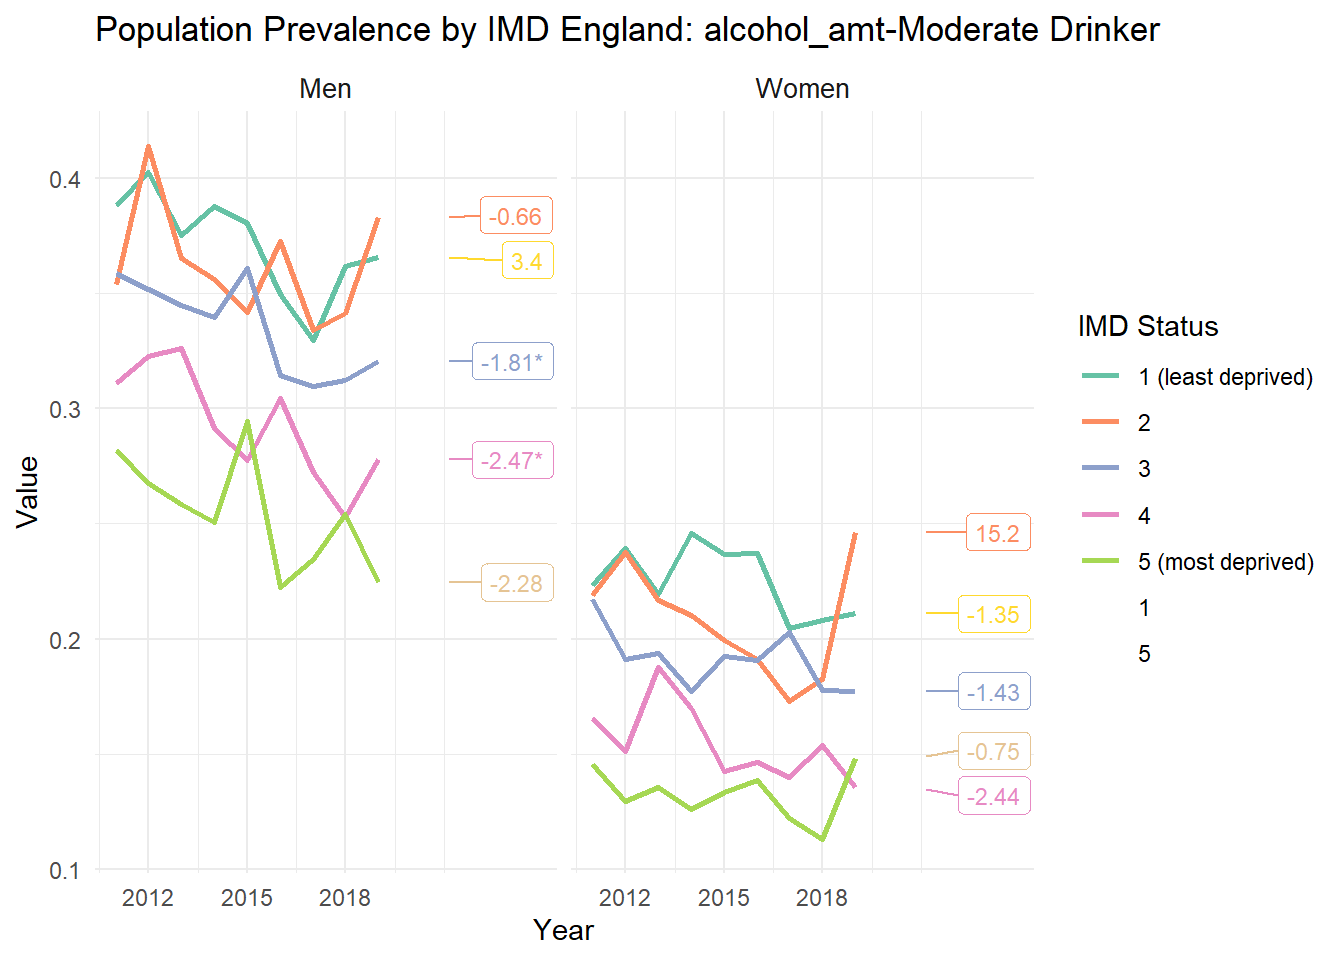 Population Prevalence by IMD England: alcohol_amt-Moderate Drinker
Men
Women
0.4
0.3
0.2
0.1
Value
-0.66
3.4
-1.81*
-2.47*
-2.28
15.2
-1.35
-1.43
-0.75
-2.44
2012 2015 2018
2012 2015 2018
Year
IMD Status
1 (least deprived)
2
3
4
5 (most deprived)
1
5